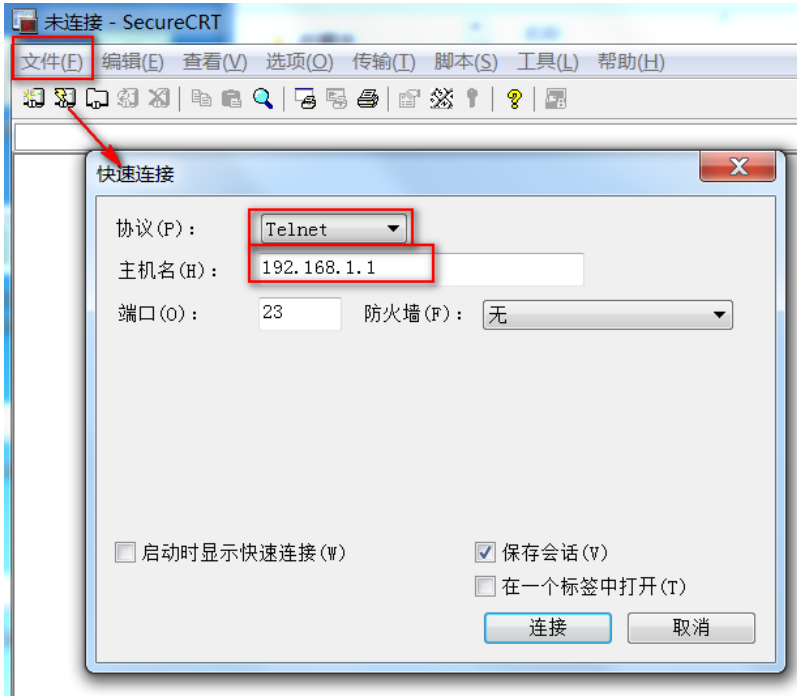 未连接 - SecureCRT
文件(F) 编辑(E) 查看(V) 选项(O) 传输(T) 脚本(S) 工具(L) 帮助(H)
快速连接
协议(P): Telnet
主机名(H): 192.168.1.1
端口(O): 23 防火墙(F): 无
启动时显示快速连接(W) 保存会话(V)
在一个标签中打开(T)
连接 取消